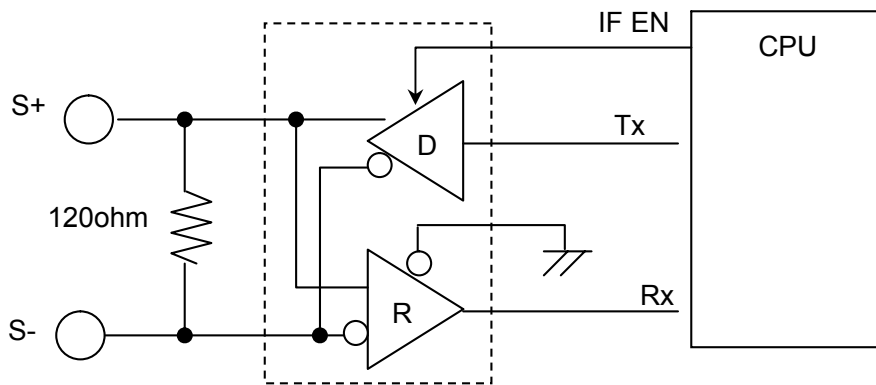 IF EN
CPU
S+
D
Tx
120ohm
R
Rx
S-